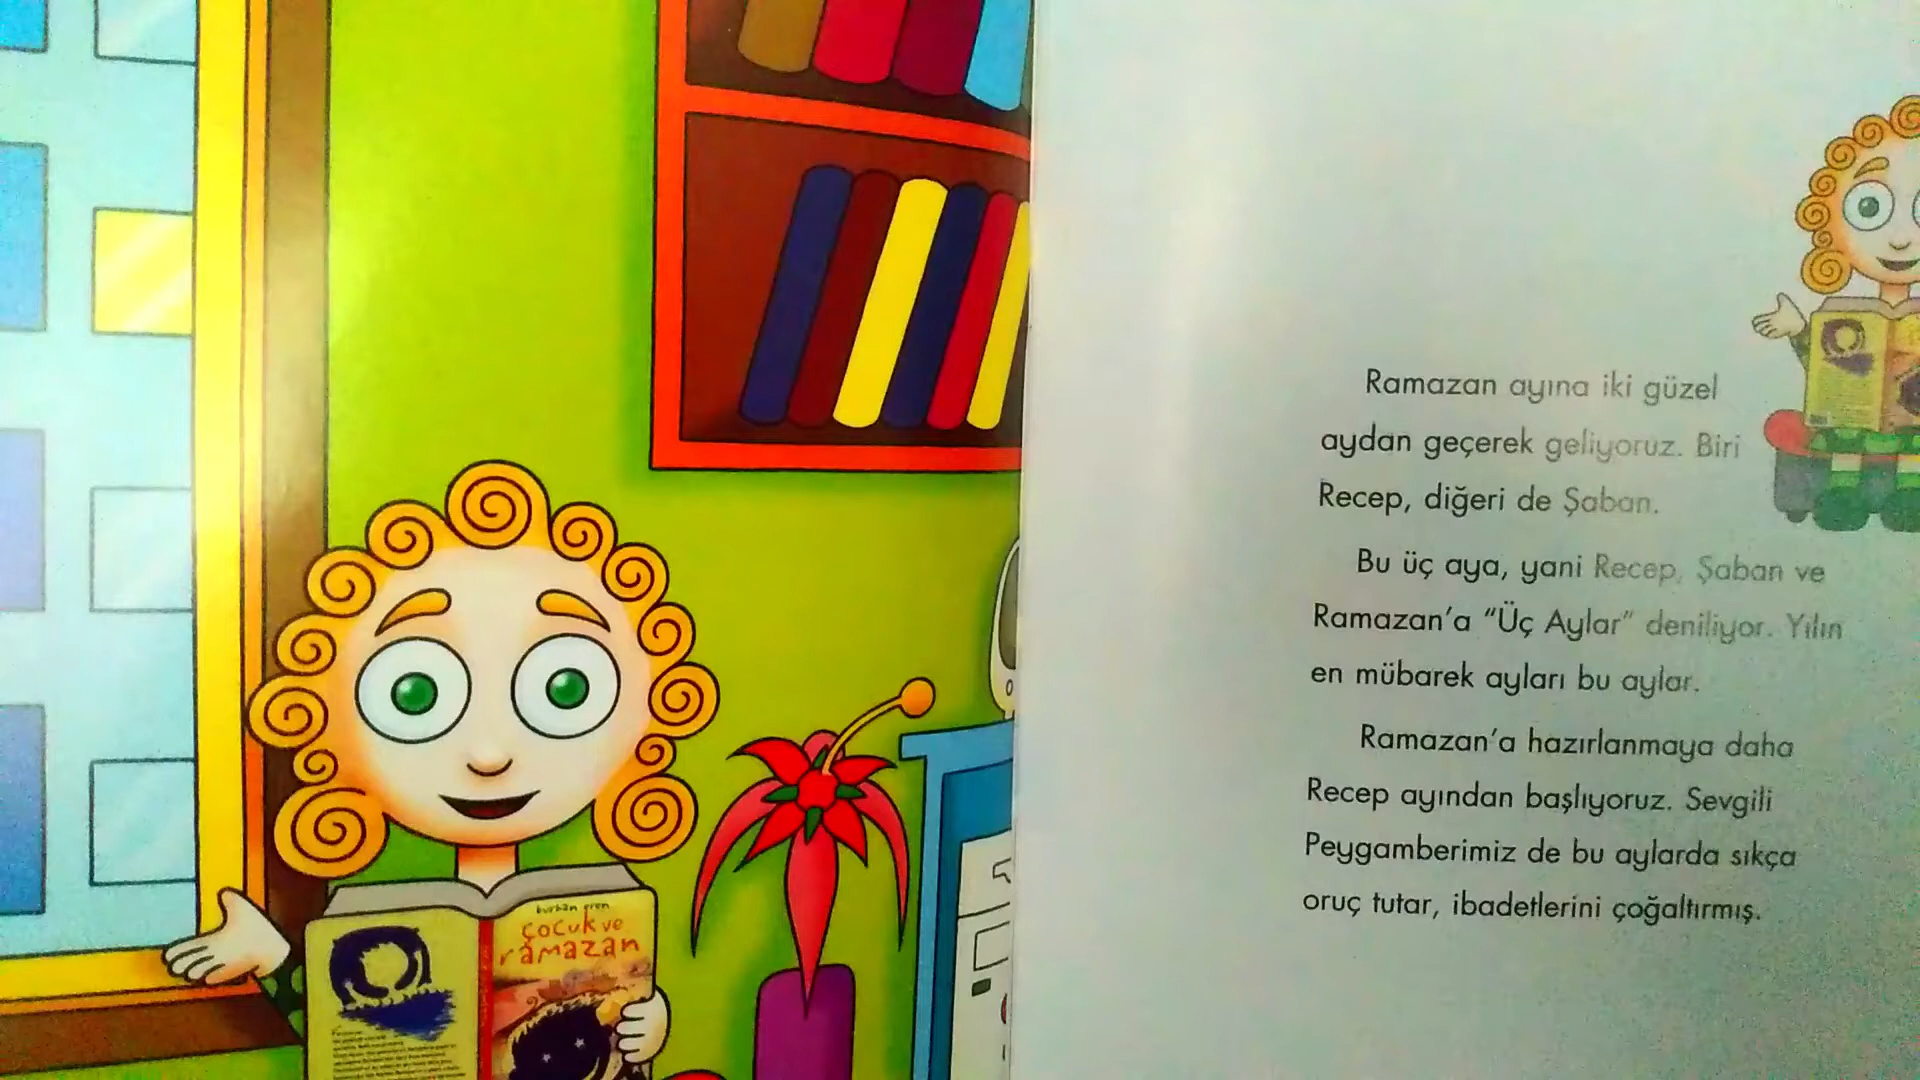 burhan eren
çocuk ve
ramazan
Ramazan ayına iki güzel
aydan geçerek geliyoruz. Biri
Recep, diğeri de Şaban.
Bu üç aya, yani Recep, Şaban ve
Ramazan'a "Üç Aylar" deniliyor. Yılın
en mübarek ayları bu aylar.
Ramazan'a hazırlanmaya daha
Recep ayından başlıyoruz. Sevgili
Peygamberimiz de bu aylarda sıkça
oruç tutar, ibadetlerini çoğaltırmış.